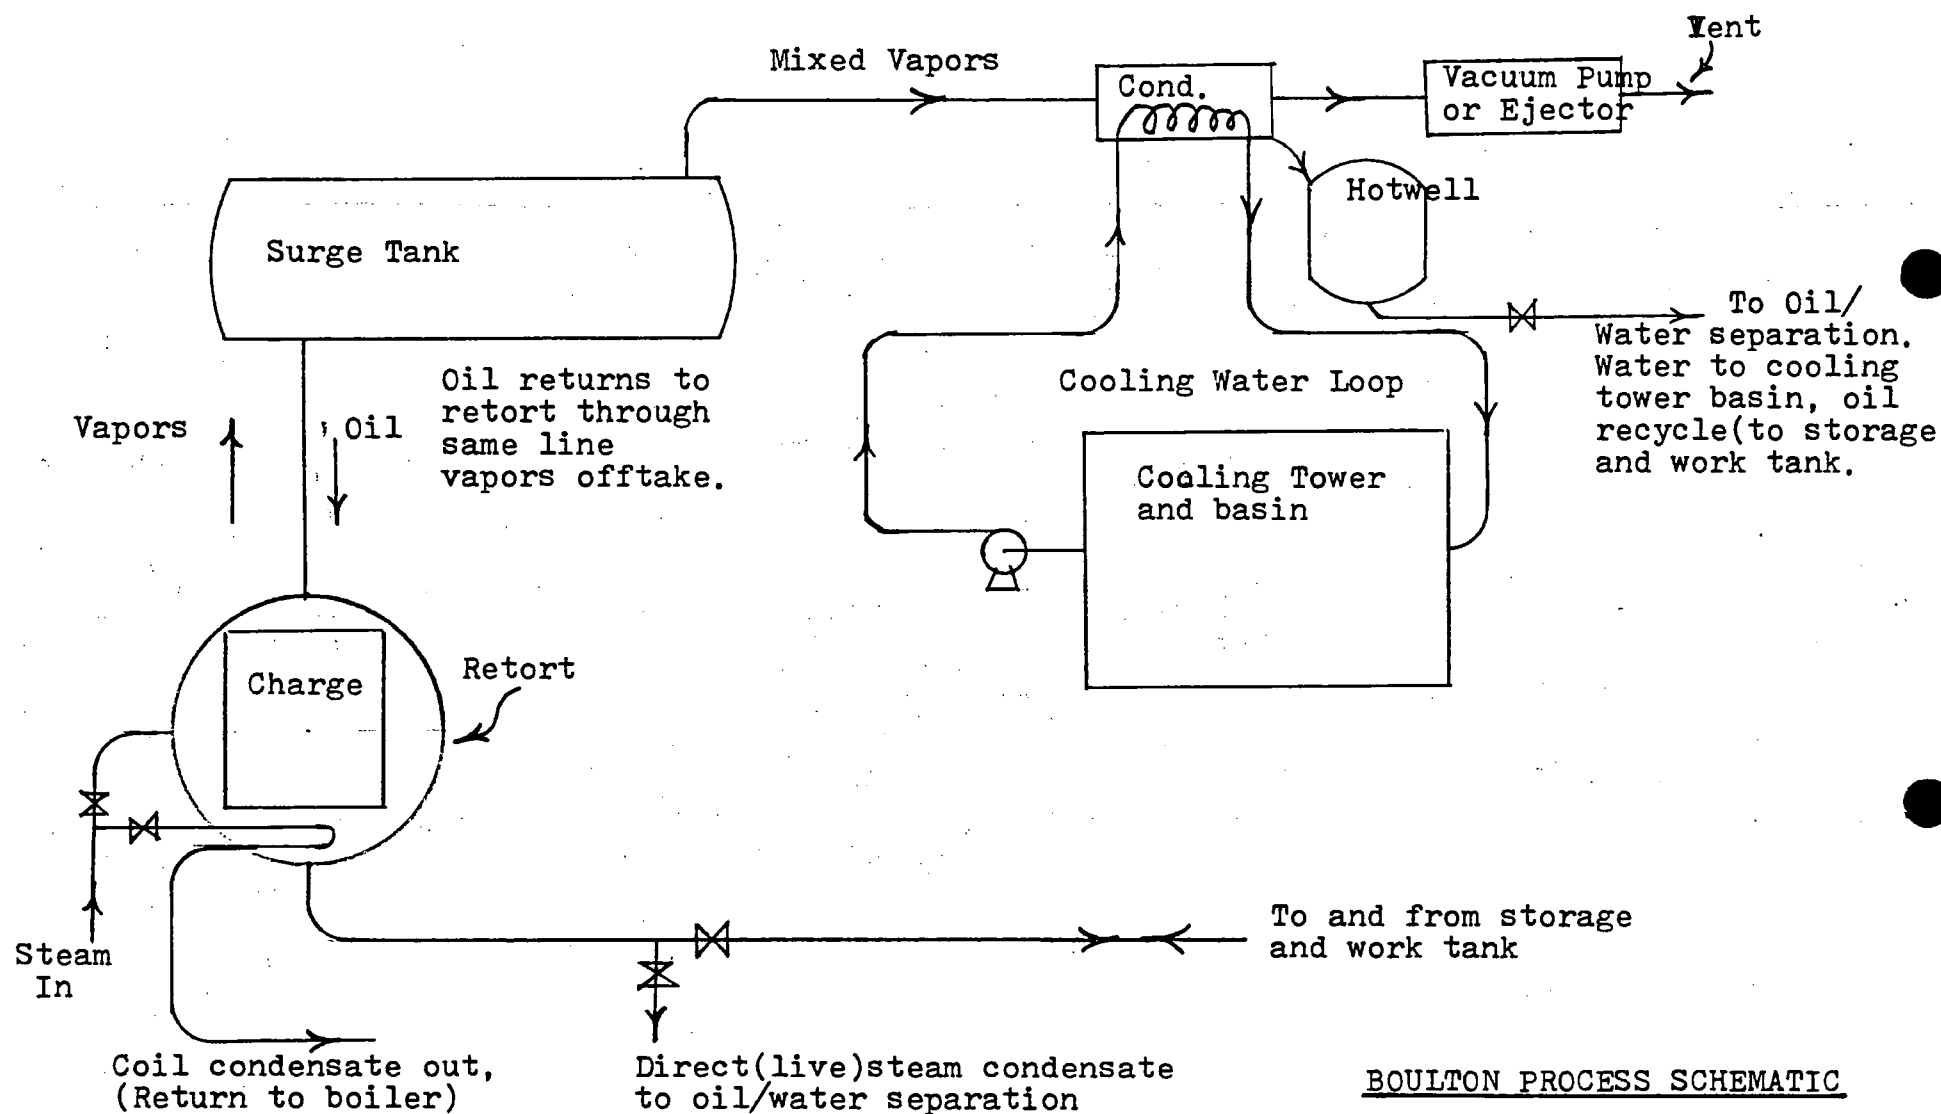 Vent
Mixed Vapors
Cond.
Vacuum Pump
or Ejector
Hotwell
Surge Tank
To Oil/
Water separation.
Water to cooling
tower basin, oil
recycle(to storage
and work tank.
Oil returns to
retort through
same line
vapors offtake.
Vapors
Oil
Cooling Water Loop
Cooling Tower
and basin
Retort
Charge
To and from storage
and work tank
Steam
In
Coil condensate out,
(Return to boiler)
Direct(live)steam condensate
to oil/water separation
BOULTON PROCESS SCHEMATIC